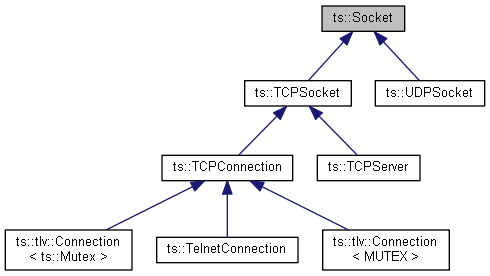 ts::Socket
ts::TCPSocket
ts::UDPSocket
ts::TCPConnection
ts::TCPServer
ts::tlv::Connection
< ts::Mutex >
ts::TelnetConnection
ts::tlv::Connection
< MUTEX >